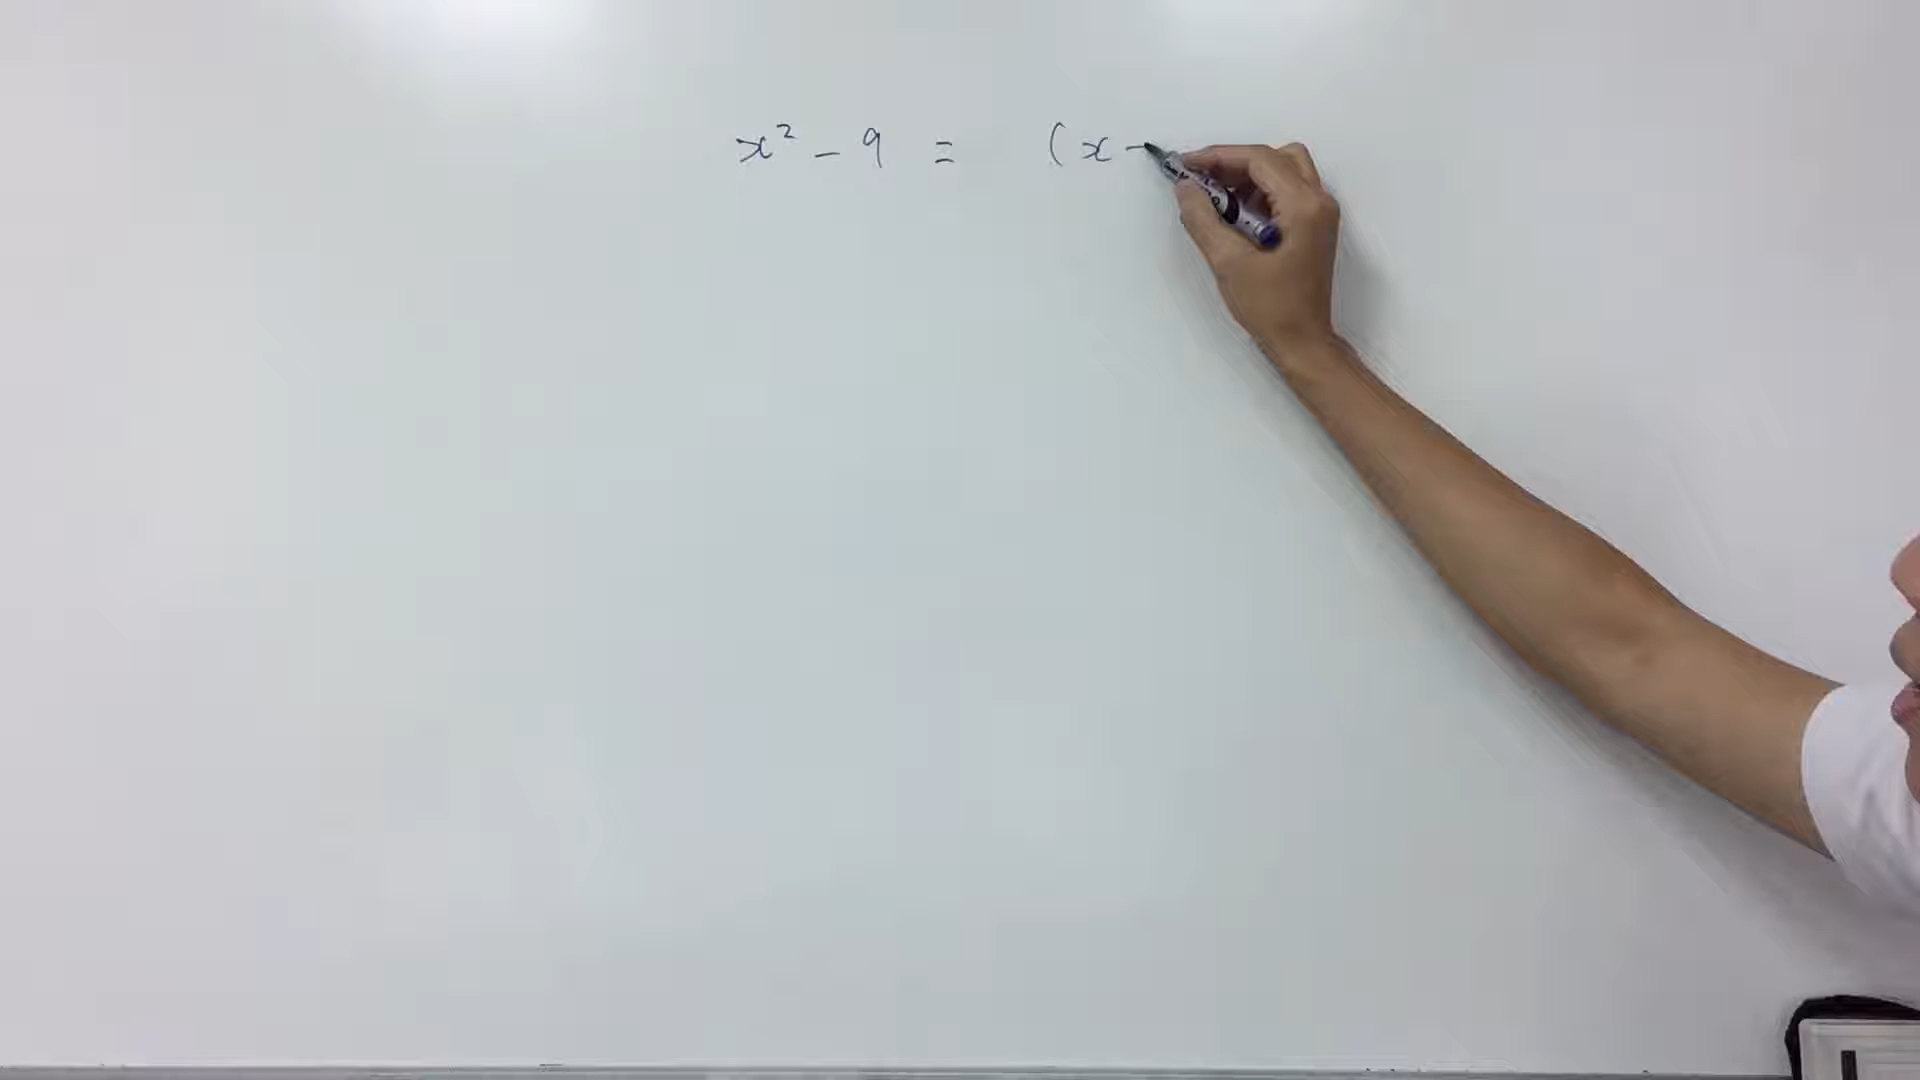 x² - 9 = (x -